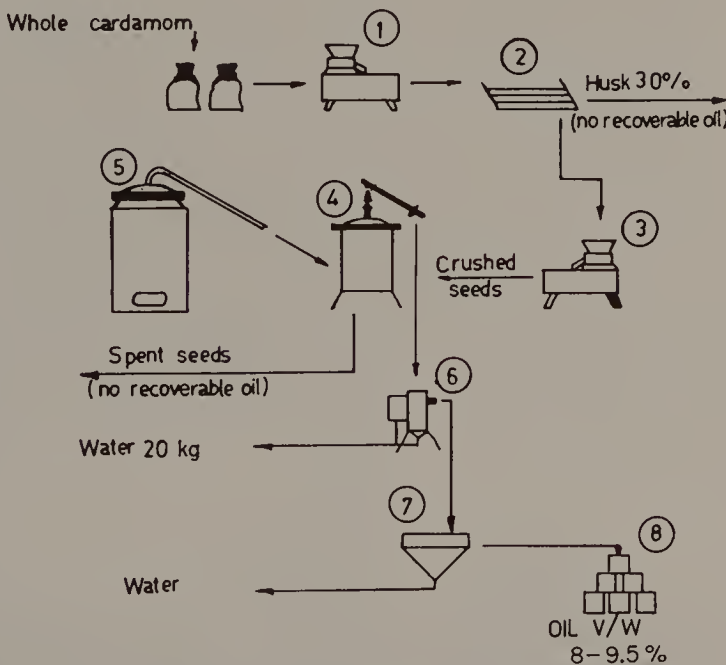 Whole cardamom
1
2
Husk 30%
(no recoverable oil)
5
4
3
Crushed
seeds
Spent seeds
(no recoverable oil)
6
Water 20 kg
7
8
Water
OIL V/W
8-9.5%